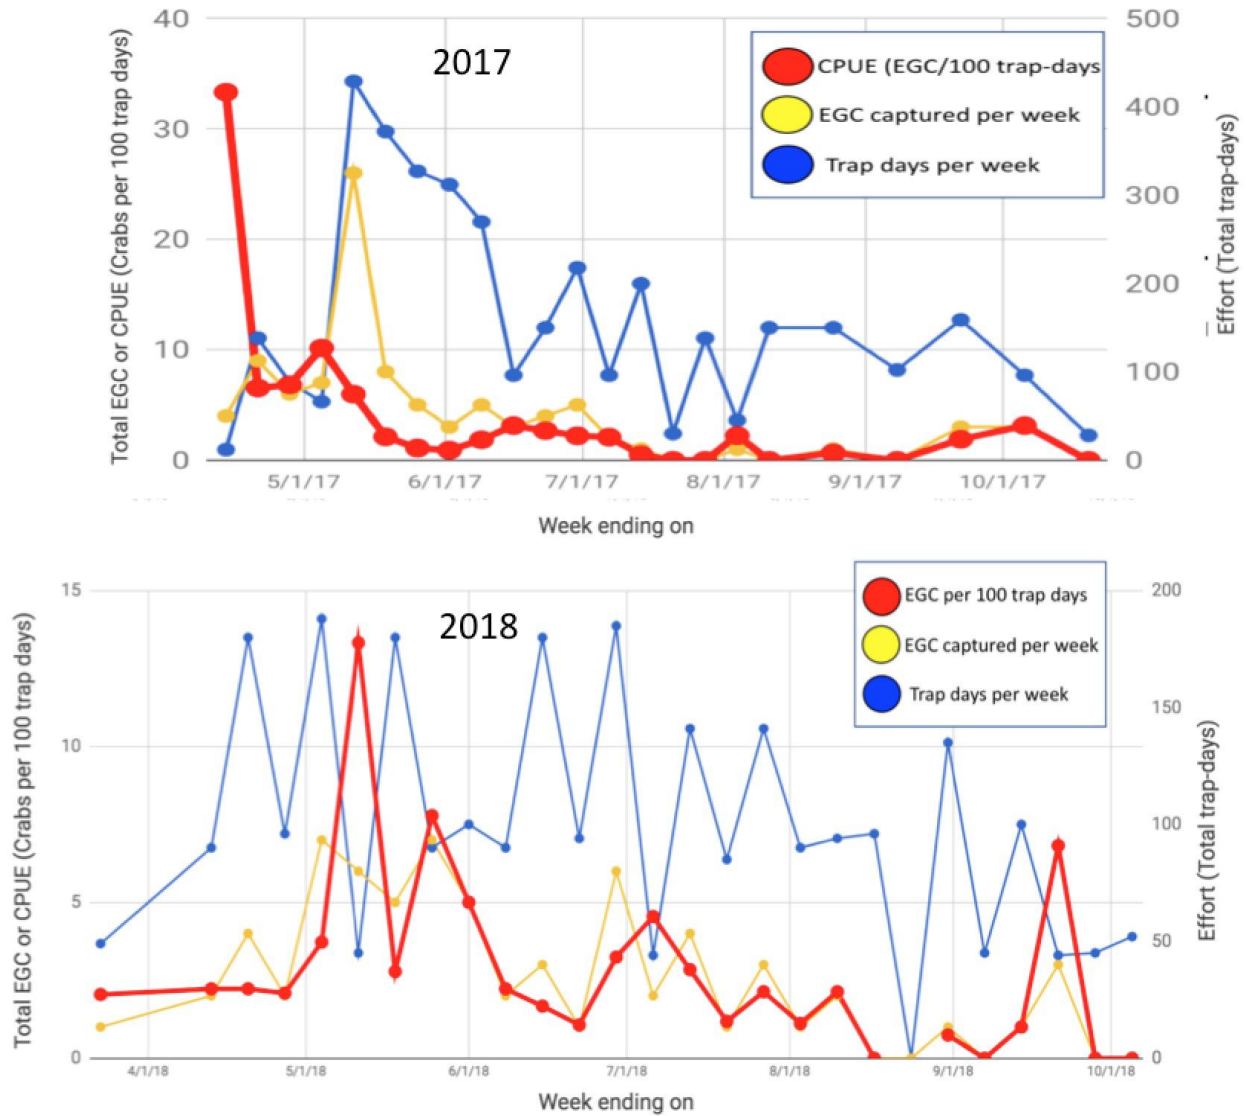 40
500
2017
CPUE (EGC/100 trap-days
EGC captured per week
Trap days per week
400
30
300
20
200
10
100
0
0
Total EGC or CPUE (Crabs per 100 trap days)
Effort (Total trap-days)
5/1/17 6/1/17 7/1/17 8/1/17 9/1/17 10/1/17
Week ending on
15
200
2018
EGC per 100 trap days
EGC captured per week
Trap days per week
150
10
100
5
50
0
0
Total EGC or CPUE (Crabs per 100 trap days)
Effort (Total trap-days)
4/1/18 5/1/18 6/1/18 7/1/18 8/1/18 9/1/18 10/1/18
Week ending on